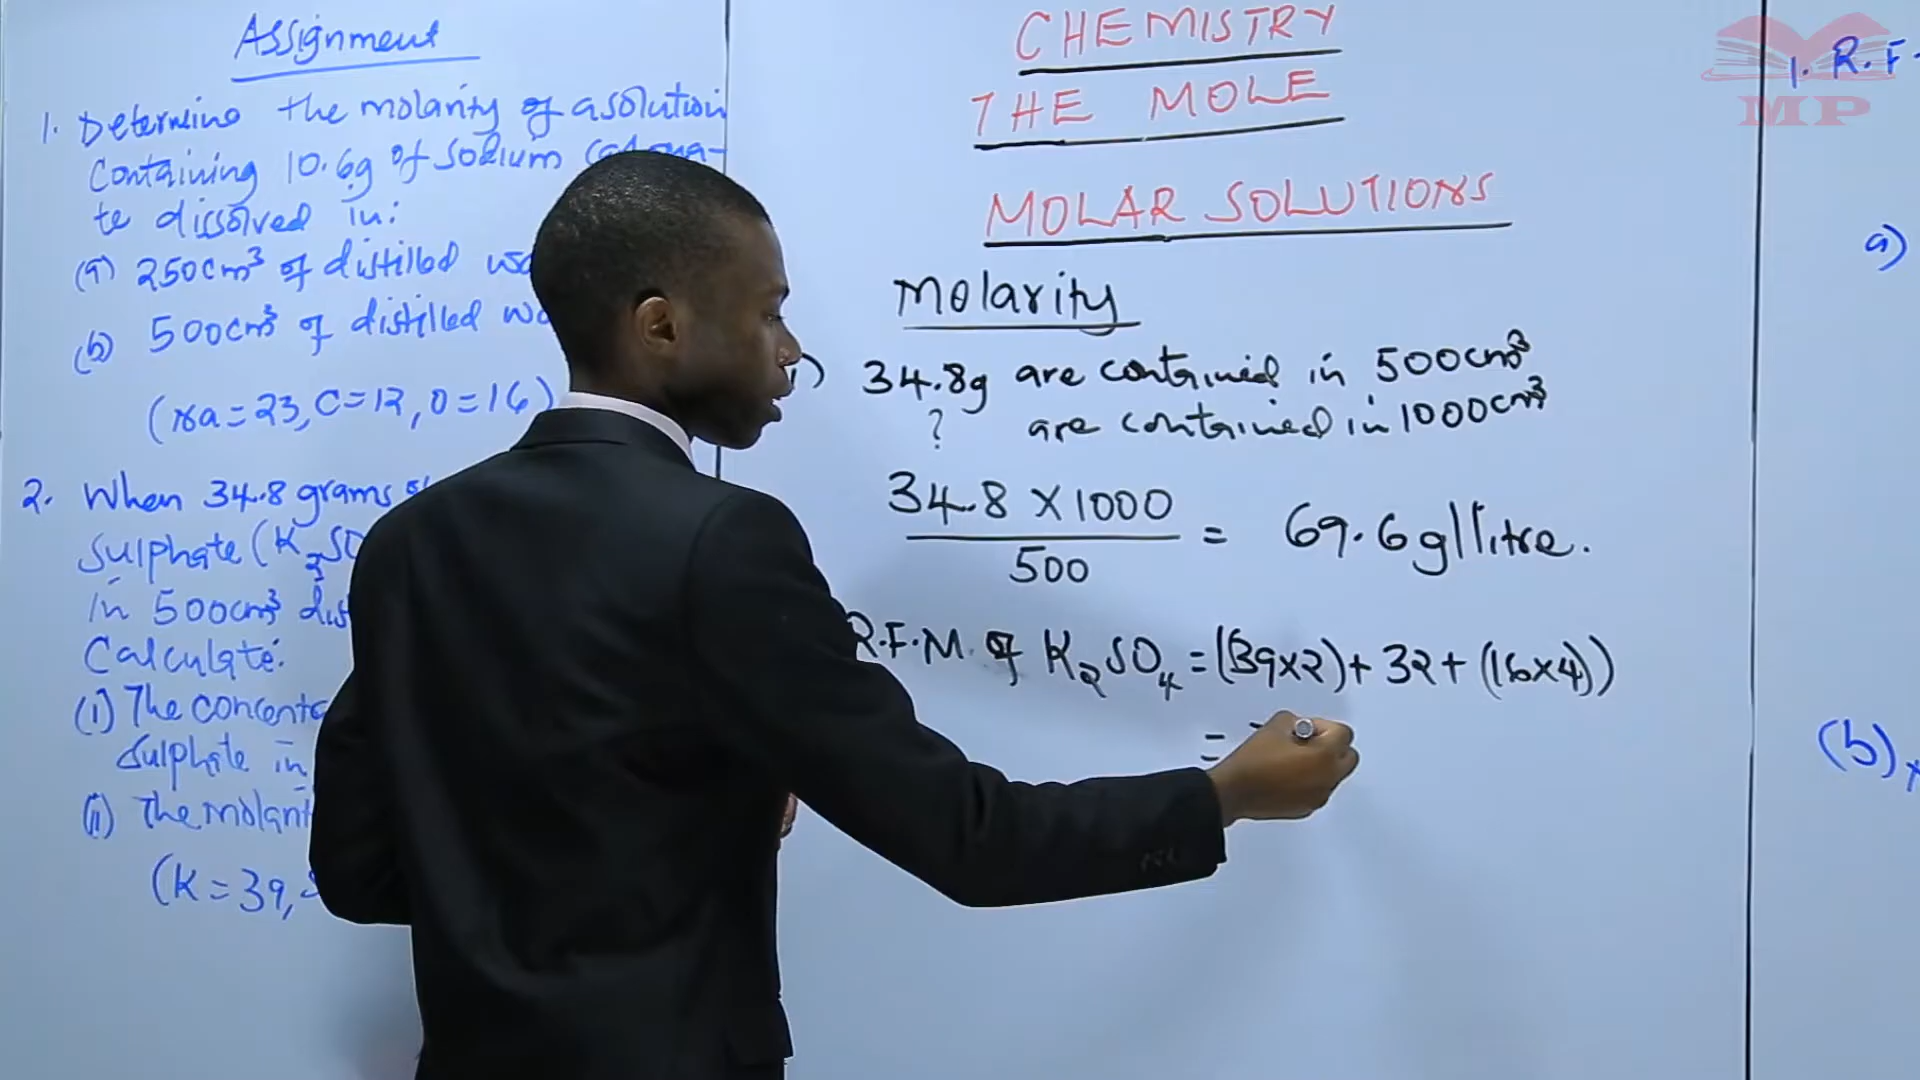 Assignment
1. Determine the molarity of a solution
Containing 10.6g of sodium
te dissolved in:
(a) 250cm³ of distilled
(b) 500cm³ of distilled
(Na=23, C=12, O=16)
2. When 34.8 grams
Sulphate (K₂SO
in 500cm³
Calculate:
(i) The
Sulphate in
(ii) The
(K=39,
CHEMISTRY
THE MOLE
MOLAR SOLUTIONS
Molarity
34.8g are contained in 500cm³
? are contained in 1000cm³
34.8 X 1000
500
= 69.6g/litre.
R.F.M. of K₂SO₄ = (39x2)+ 32+ (16x4))
=
1. R.F
a)
(b)
MP